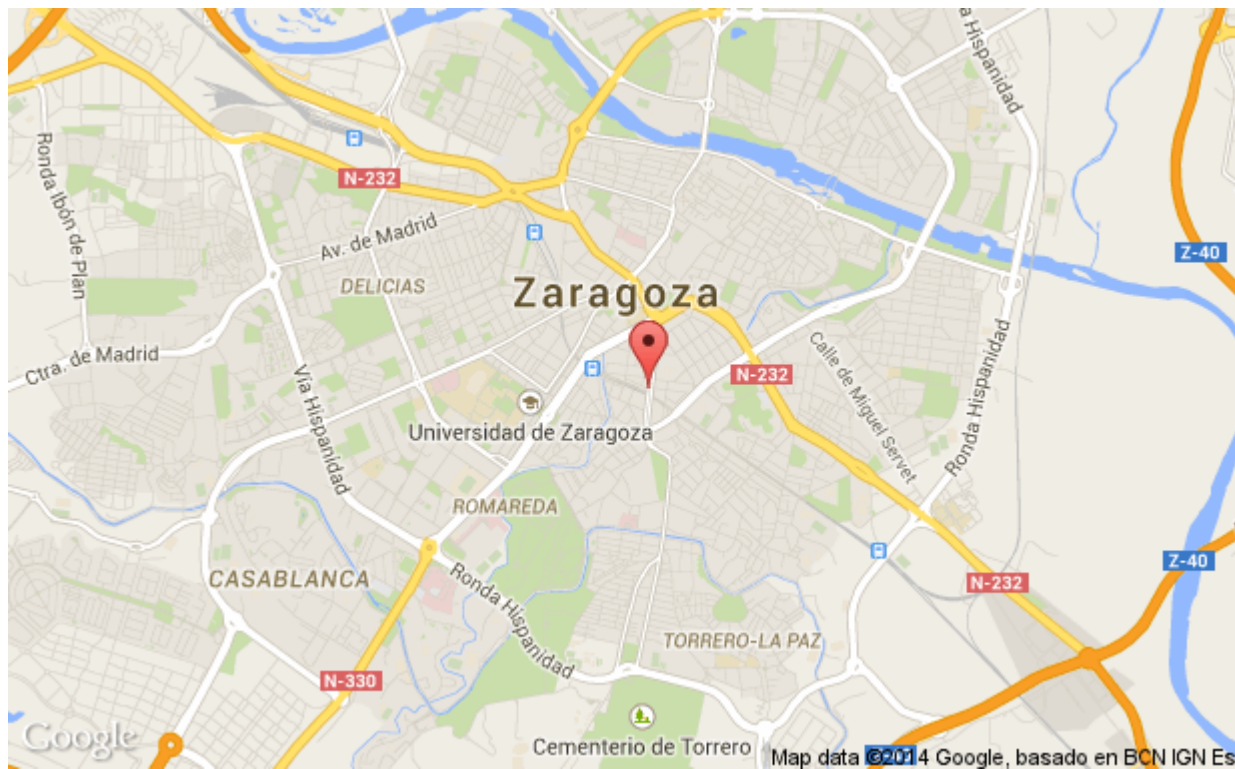 a Hispanidad
Ronda Ibón de Plan
N-232
Av. de Madrid
Z-40
DELICIAS
Zaragoza
Ctra. de Madrid
Vía Hispanidad
N-232
Calle de Miguel Servet
Ronda Hispanidad
Universidad de Zaragoza
ROMAREDA
CASABLANCA
Ronda Hispanidad
Z-40
N-232
TORRERO-LA PAZ
N-330
Google
Cementerio de Torrero
Map data ©2014 Google, basado en BCN IGN Es